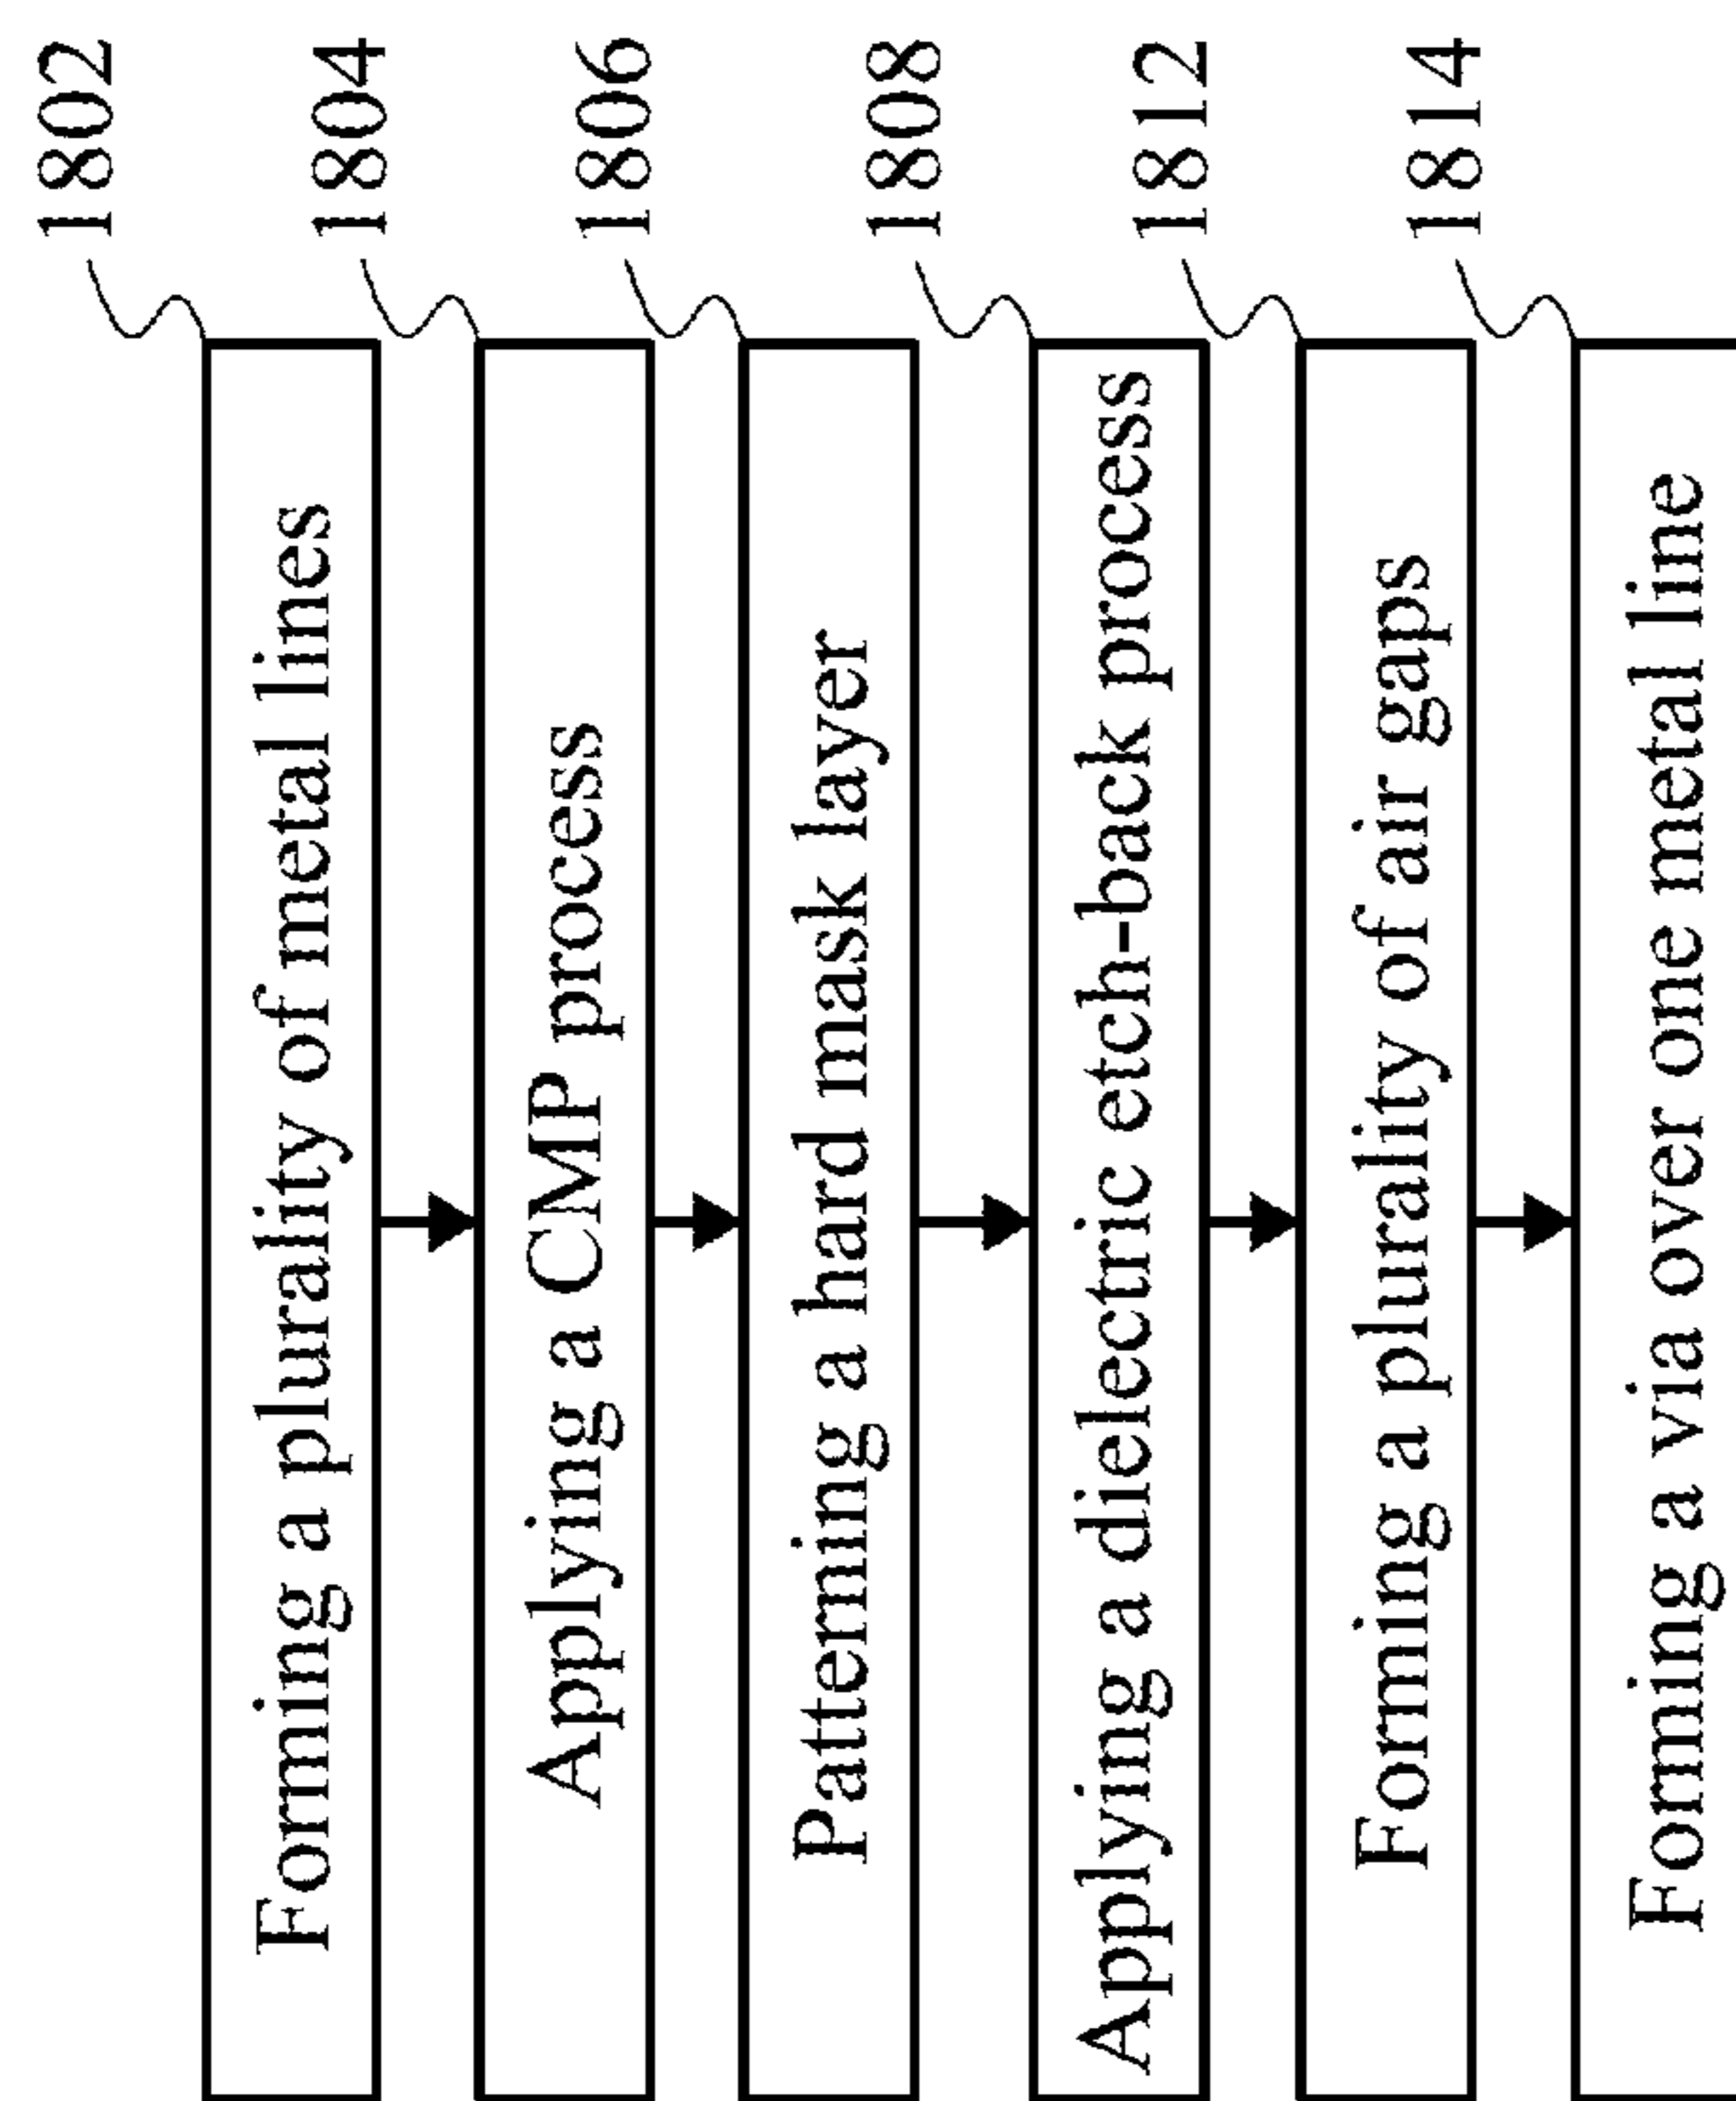 1802
Forming a plurality of metal lines
1804
Applying a CMP process
1806
Patterning a hard mask layer
1808
Applying a dielectric etch-back process
1812
Forming a plurality of air gaps
1814
Forming a via over one metal line